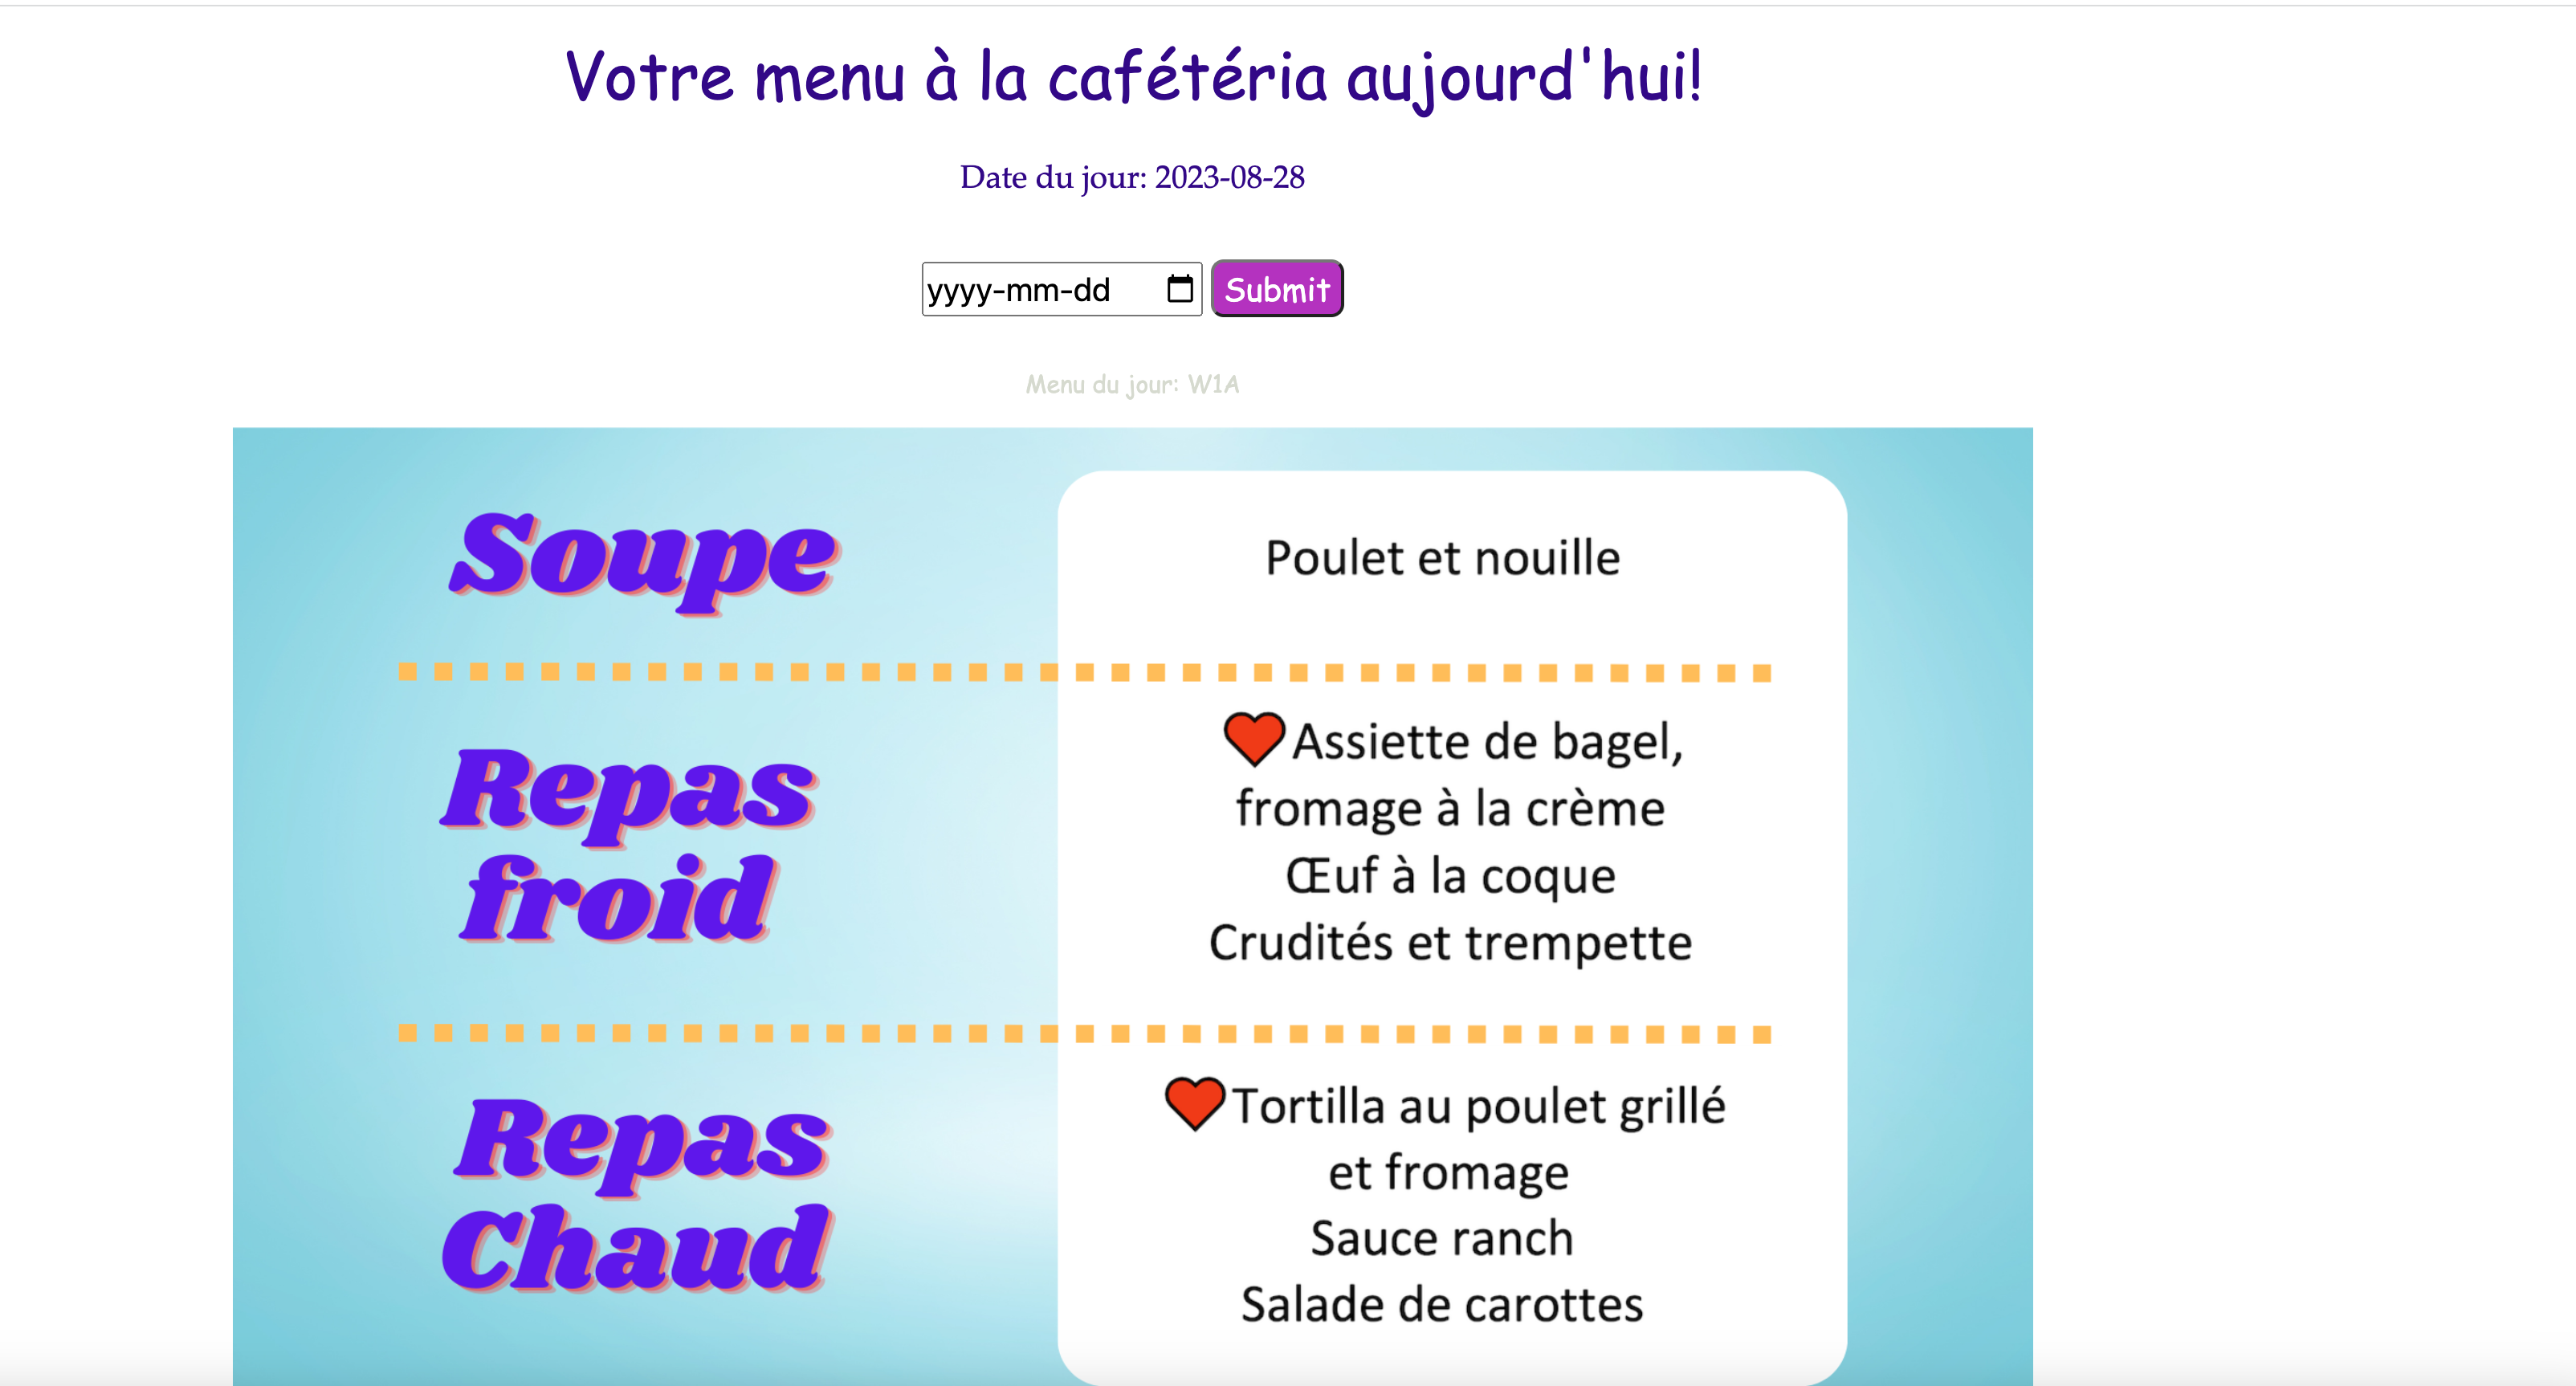 Votre menu à la cafétéria aujourd'hui!
Date du jour: 2023-08-28
yyyy-mm-dd Submit
Menu du jour: W1A
Soupe
Poulet et nouille
Repas
froid
Assiette de bagel,
fromage à la crème
Œuf à la coque
Crudités et trempette
Repas
Chaud
Tortilla au poulet grillé
et fromage
Sauce ranch
Salade de carottes